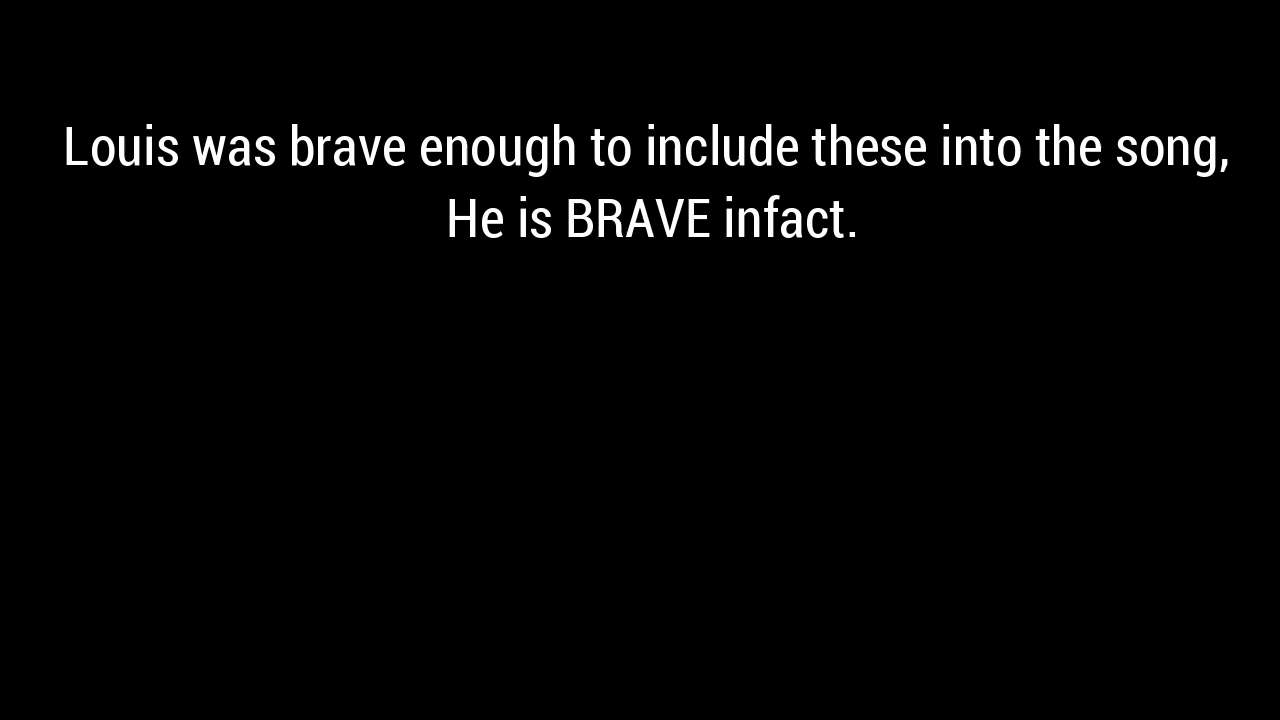 Louis was brave enough to include these into the song,
He is BRAVE infact.